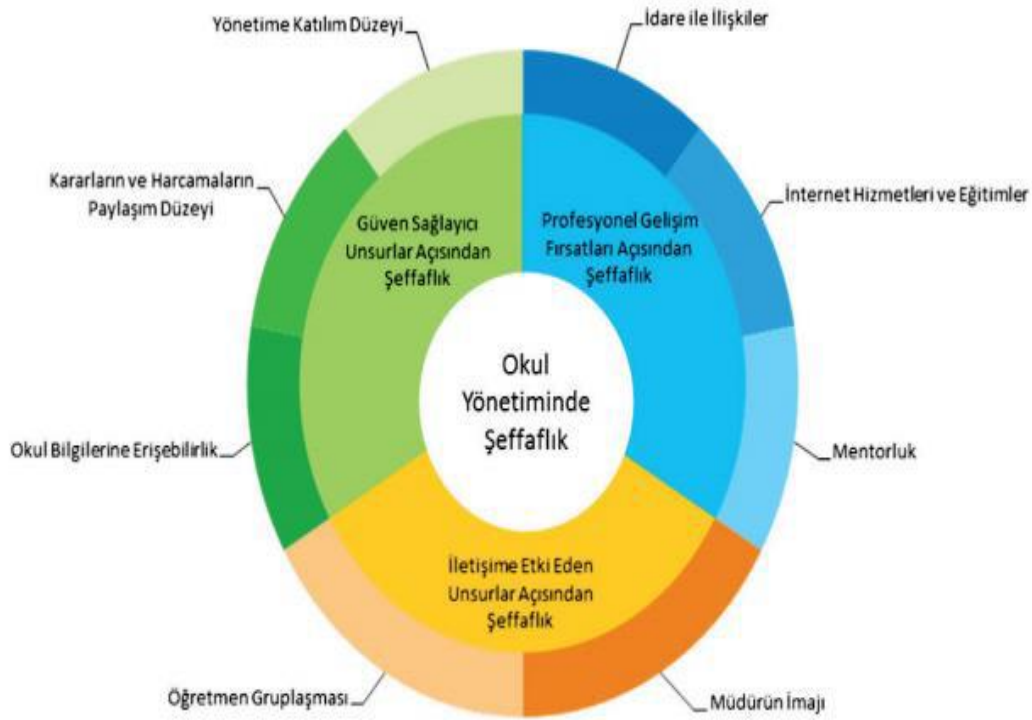 Yönetime Katılım Düzeyi
İdare ile İlişkiler
Kararların ve Harcamaların
Paylaşım Düzeyi
İnternet Hizmetleri ve Eğitimler
Güven Sağlayıcı
Unsurlar Açısından
Şeffaflık
Profesyonel Gelişim
Fırsatları Açısından
Şeffaflık
Okul
Yönetiminde
Şeffaflık
Okul Bilgilerine Erişebilirlik
Mentorluk
İletişime Etki Eden
Unsurlar Açısından
Şeffaflık
Öğretmen Gruplaşması
Müdürün İmajı